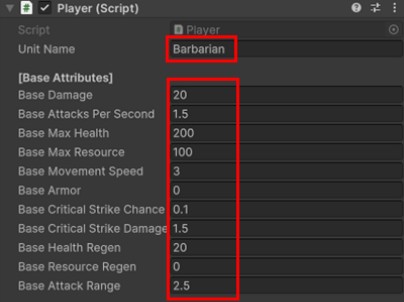 Player (Script)
Script Player
Unit Name Barbarian
[Base Attributes]
Base Damage 20
Base Attacks Per Second 1.5
Base Max Health 200
Base Max Resource 100
Base Movement Speed 3
Base Armor 0
Base Critical Strike Chance 0.1
Base Critical Strike Damage 1.5
Base Health Regen 20
Base Resource Regen 0
Base Attack Range 2.5